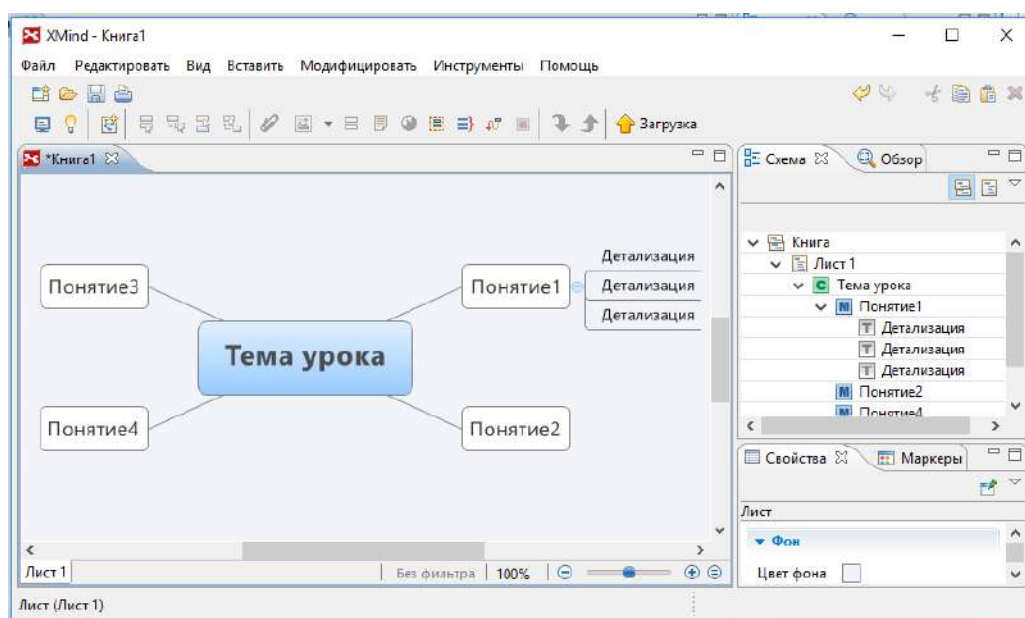 XMind - Книга1
Файл Редактировать Вид Вставить Модифицировать Инструменты Помощь
Загрузка
*Книга1
Схема Обзор
Детализация
Понятие3 Понятие1 Детализация
Детализация
Тема урока
Понятие4 Понятие2
Книга
Лист 1
C Тема урока
M Понятие1
T Детализация
T Детализация
T Детализация
M Понятие2
M Понятие4
Свойства Маркеры
Лист
Фон
Цвет фона
Лист 1 Без фильтра 100%
Лист (Лист 1)